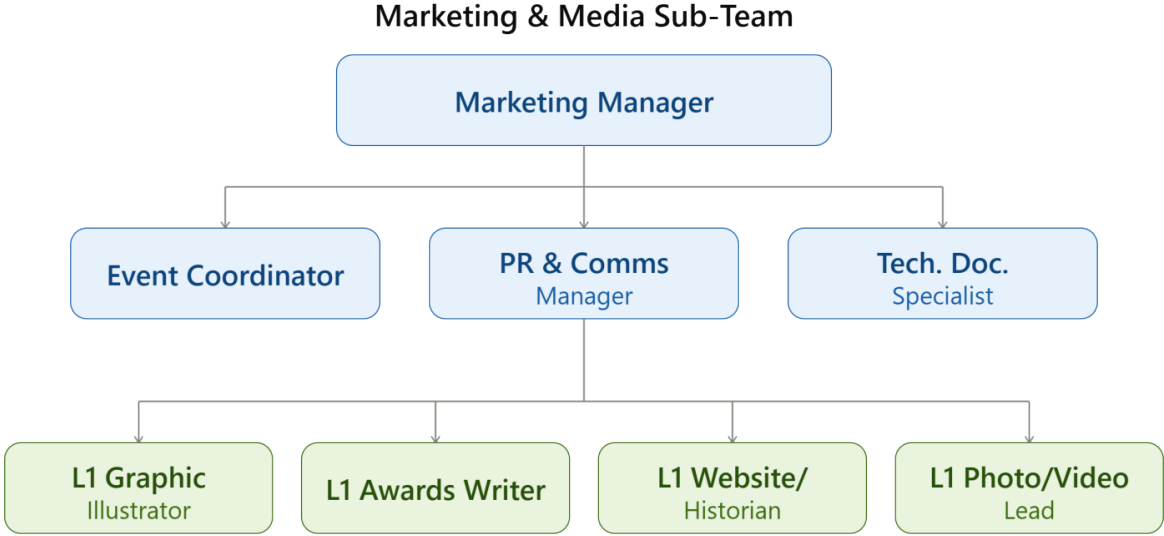 Marketing & Media Sub-Team
Marketing Manager
Event Coordinator
PR & Comms
Manager
Tech. Doc.
Specialist
L1 Graphic
Illustrator
L1 Awards Writer
L1 Website/
Historian
L1 Photo/Video
Lead